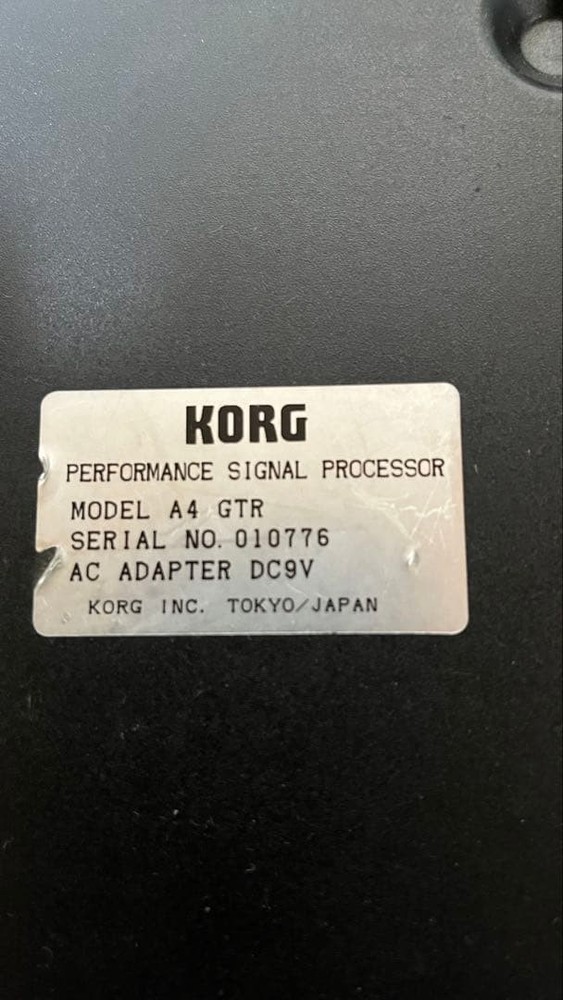 KORG
PERFORMANCE SIGNAL PROCESSOR
MODEL A4 GTR
SERIAL NO. 010776
AC ADAPTER DC9V
KORG INC. TOKYO/JAPAN